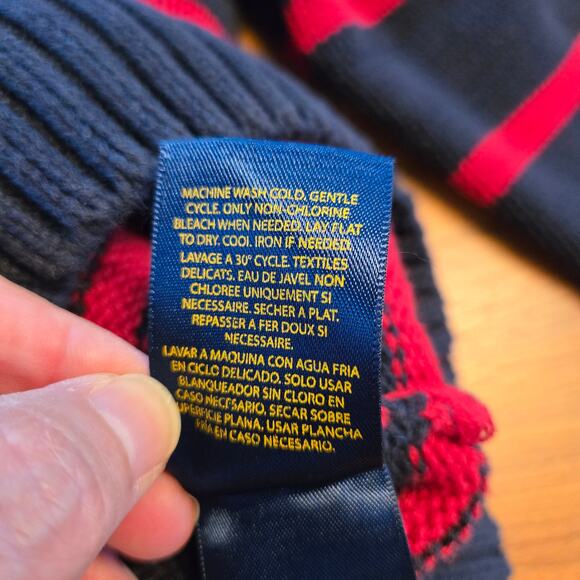 MACHINE WASH COLD, GENTLE
CYCLE. ONLY NON-CHLORINE
BLEACH WHEN NEEDED. LAY FLAT
TO DRY. COOL IRON IF NEEDED.
LAVAGE A 30° CYCLE. TEXTILES
DELICATS. EAU DE JAVEL NON
CHLOREE UNIQUEMENT SI
NECESSAIRE. SECHER A PLAT.
REPASSER A FER DOUX SI
NECESSAIRE.
LAVAR A MAQUINA CON AGUA FRIA
EN CICLO DELICADO. SOLO USAR
BLANQUEADOR SIN CLORO EN
CASO NECESARIO. SECAR SOBRE
SUPERFICIE PLANA. USAR PLANCHA
FRIA EN CASO NECESARIO.